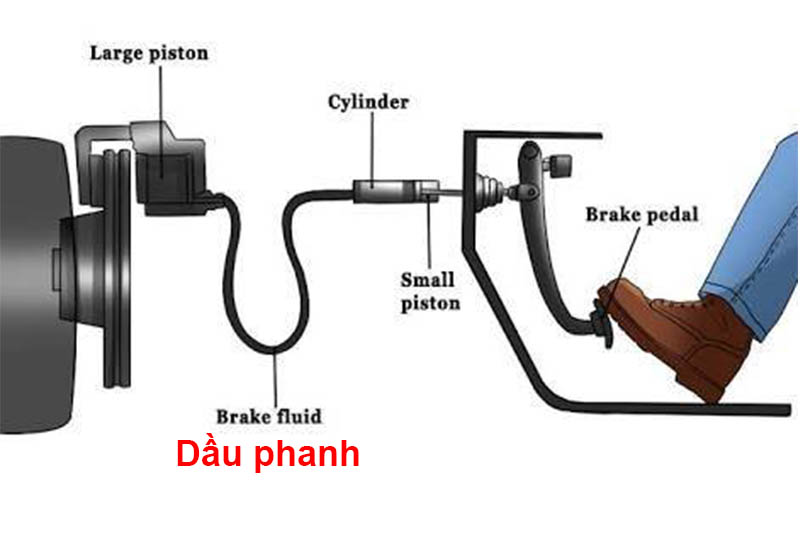 Large piston
Cylinder
Brake pedal
Small
piston
Brake fluid
Dầu phanh